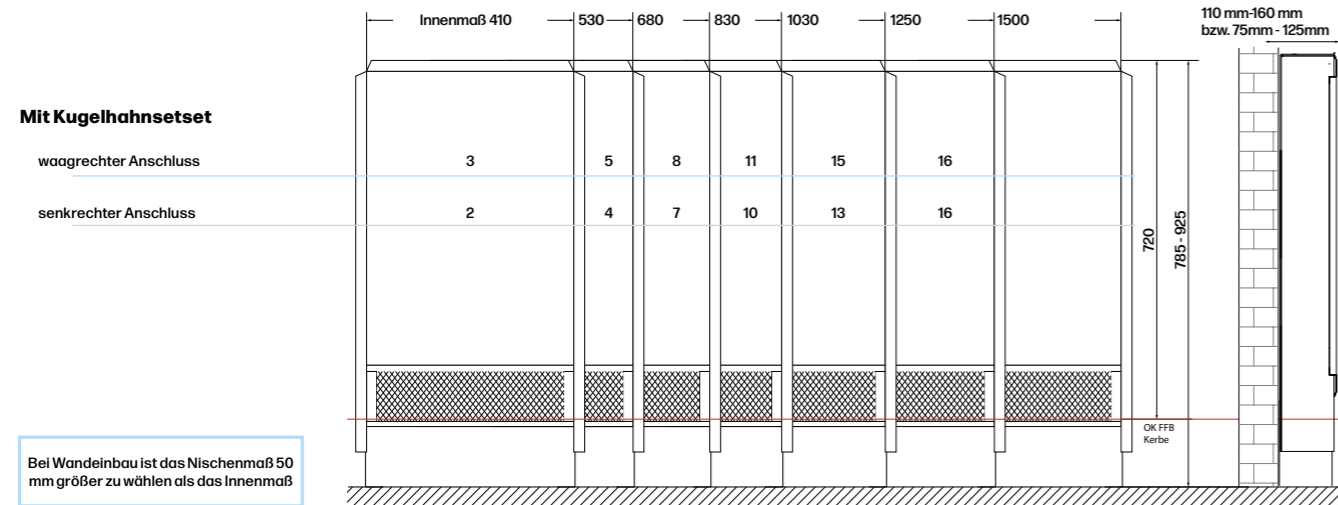 Innenmaß 410 530 680 830 1030 1250 1500
110 mm-160 mm
bzw. 75mm - 125mm
Mit Kugelhahnsetset
waagrechter Anschluss 3 5 8 11 15 16
senkrechter Anschluss 2 4 7 10 13 16
720
785 - 925
OK FFB
Kerbe
Bei Wandeinbau ist das Nischenmaß 50
mm größer zu wählen als das Innenmaß